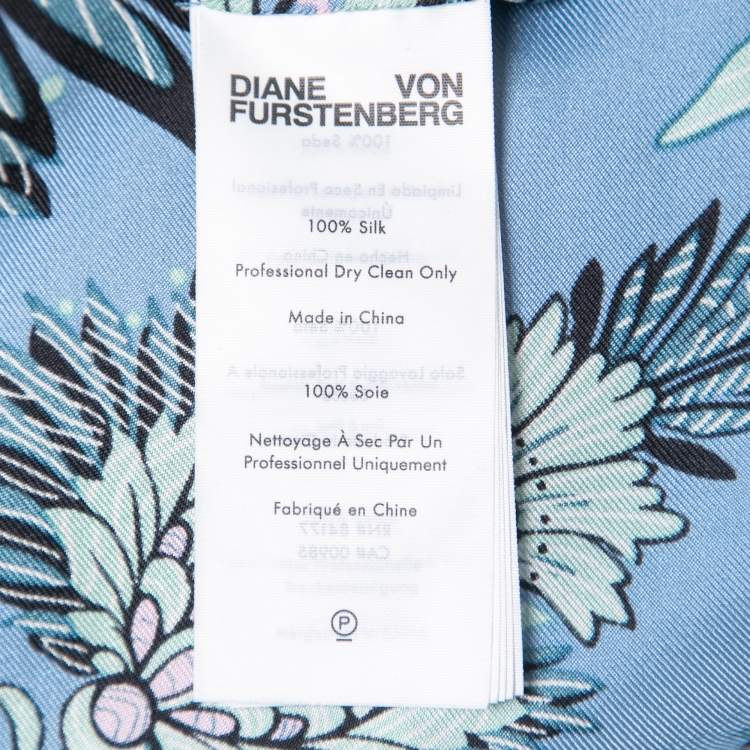 DIANE VON
FURSTENBERG
100% Silk
Professional Dry Clean Only
Made in China
100% Soie
Nettoyage À Sec Par Un
Professionnel Uniquement
Fabriqué en Chine
P